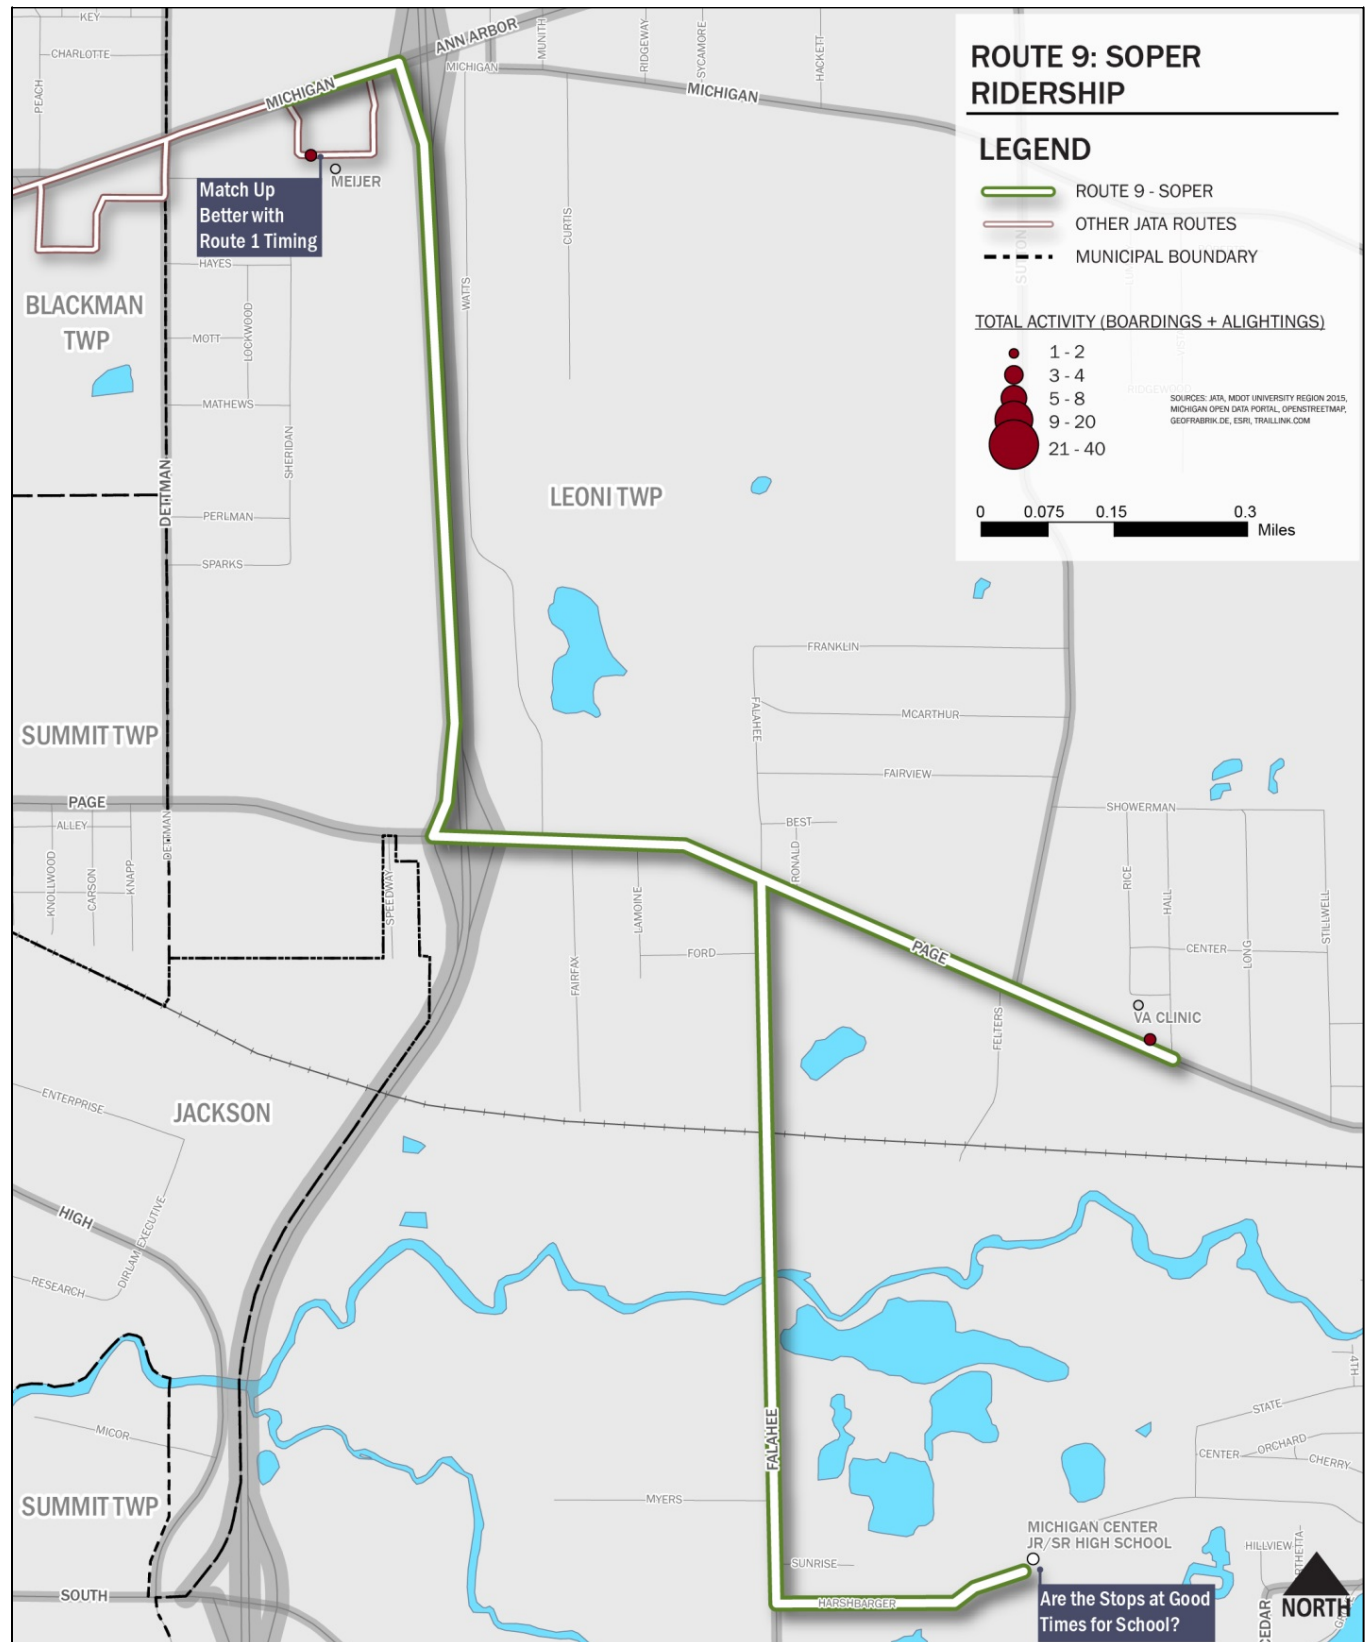 KEY
CHARLOTTE
PEACH
ANN ARBOR
MICHIGAN
MUNITH
RIDGEWAY
SYCAMORE
HACKETT
MICHIGAN
MICHIGAN
ROUTE 9: SOPER
RIDERSHIP
LEGEND
ROUTE 9 - SOPER
OTHER JATA ROUTES
MUNICIPAL BOUNDARY
SUTTON
TOTAL ACTIVITY (BOARDINGS + ALIGHTINGS)
1 - 2
3 - 4
5 - 8
9 - 20
21 - 40
RIDGEWOOD
SOURCES: JATA, MDOT UNIVERSITY REGION 2015,
MICHIGAN OPEN DATA PORTAL, OPENSTREETMAP,
GEOFRABRIK.DE, ESRI, TRAILLINK.COM
0 0.075 0.15 0.3
Miles
MEIJER
Match Up
Better with
Route 1 Timing
HAYES
CURTIS
WATTS
BLACKMAN
TWP
MOTT
LOCKWOOD
MATHEWS
SHERIDAN
DETTMAN
PERLMAN
SPARKS
LEONI TWP
FRANKLIN
FALAHEE
MCARTHUR
FAIRVIEW
SUMMIT TWP
PAGE
ALLEY
DETTMAN
KNOLLWOOD
CARSON
KNAPP
SPEEDWAY
BEST
RONALD
SHOWERMAN
RICE
HALL
LONG
STILLWELL
CENTER
LAMOINE
FORD
FAIRFAX
PAGE
FELTERS
VA CLINIC
ENTERPRISE
JACKSON
HIGH
DIRLAM EXECUTIVE
RESEARCH
MICOR
SUMMIT TWP
SOUTH
FALAHEE
MYERS
SUNRISE
HARSHBARGER
4TH
STATE
CENTER
ORCHARD
CHERRY
MICHIGAN CENTER
JR/SR HIGH SCHOOL
HILLVIEW
CEDAR
NORTH
Are the Stops at Good
Times for School?